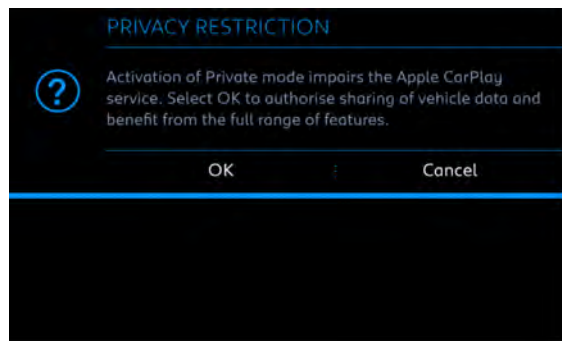 PRIVACY RESTRICTION
?
Activation of Private mode impairs the Apple CarPlay
service. Select OK to authorise sharing of vehicle data and
benefit from the full range of features.
OK
Cancel